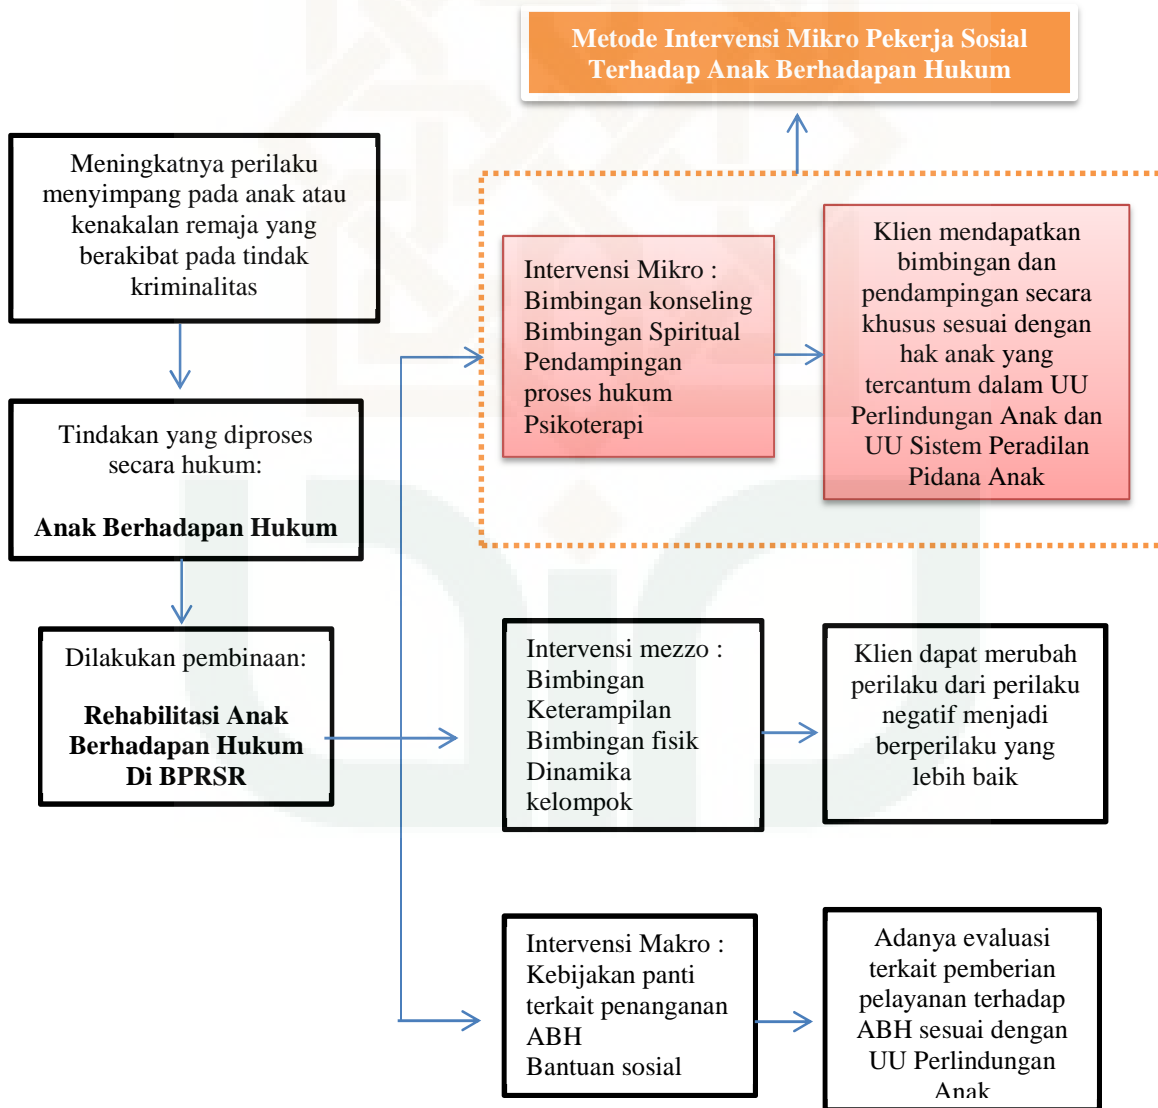 Metode Intervensi Mikro Pekerja Sosial
Terhadap Anak Berhadapan Hukum
Meningkatnya perilaku
menyimpang pada anak atau
kenakalan remaja yang
berakibat pada tindak
kriminalitas
Tindakan yang diproses
secara hukum:
Anak Berhadapan Hukum
Dilakukan pembinaan:
Rehabilitasi Anak
Berhadapan Hukum
Di BPRSR
Intervensi Mikro :
Bimbingan konseling
Bimbingan Spiritual
Pendampingan
proses hukum
Psikoterapi
Klien mendapatkan
bimbingan dan
pendampingan secara
khusus sesuai dengan
hak anak yang
tercantum dalam UU
Perlindungan Anak dan
UU Sistem Peradilan
Pidana Anak
Intervensi mezzo :
Bimbingan
Keterampilan
Bimbingan fisik
Dinamika
kelompok
Klien dapat merubah
perilaku dari perilaku
negatif menjadi
berperilaku yang
lebih baik
Intervensi Makro :
Kebijakan panti
terkait penanganan
ABH
Bantuan sosial
Adanya evaluasi
terkait pemberian
pelayanan terhadap
ABH sesuai dengan
UU Perlindungan
Anak